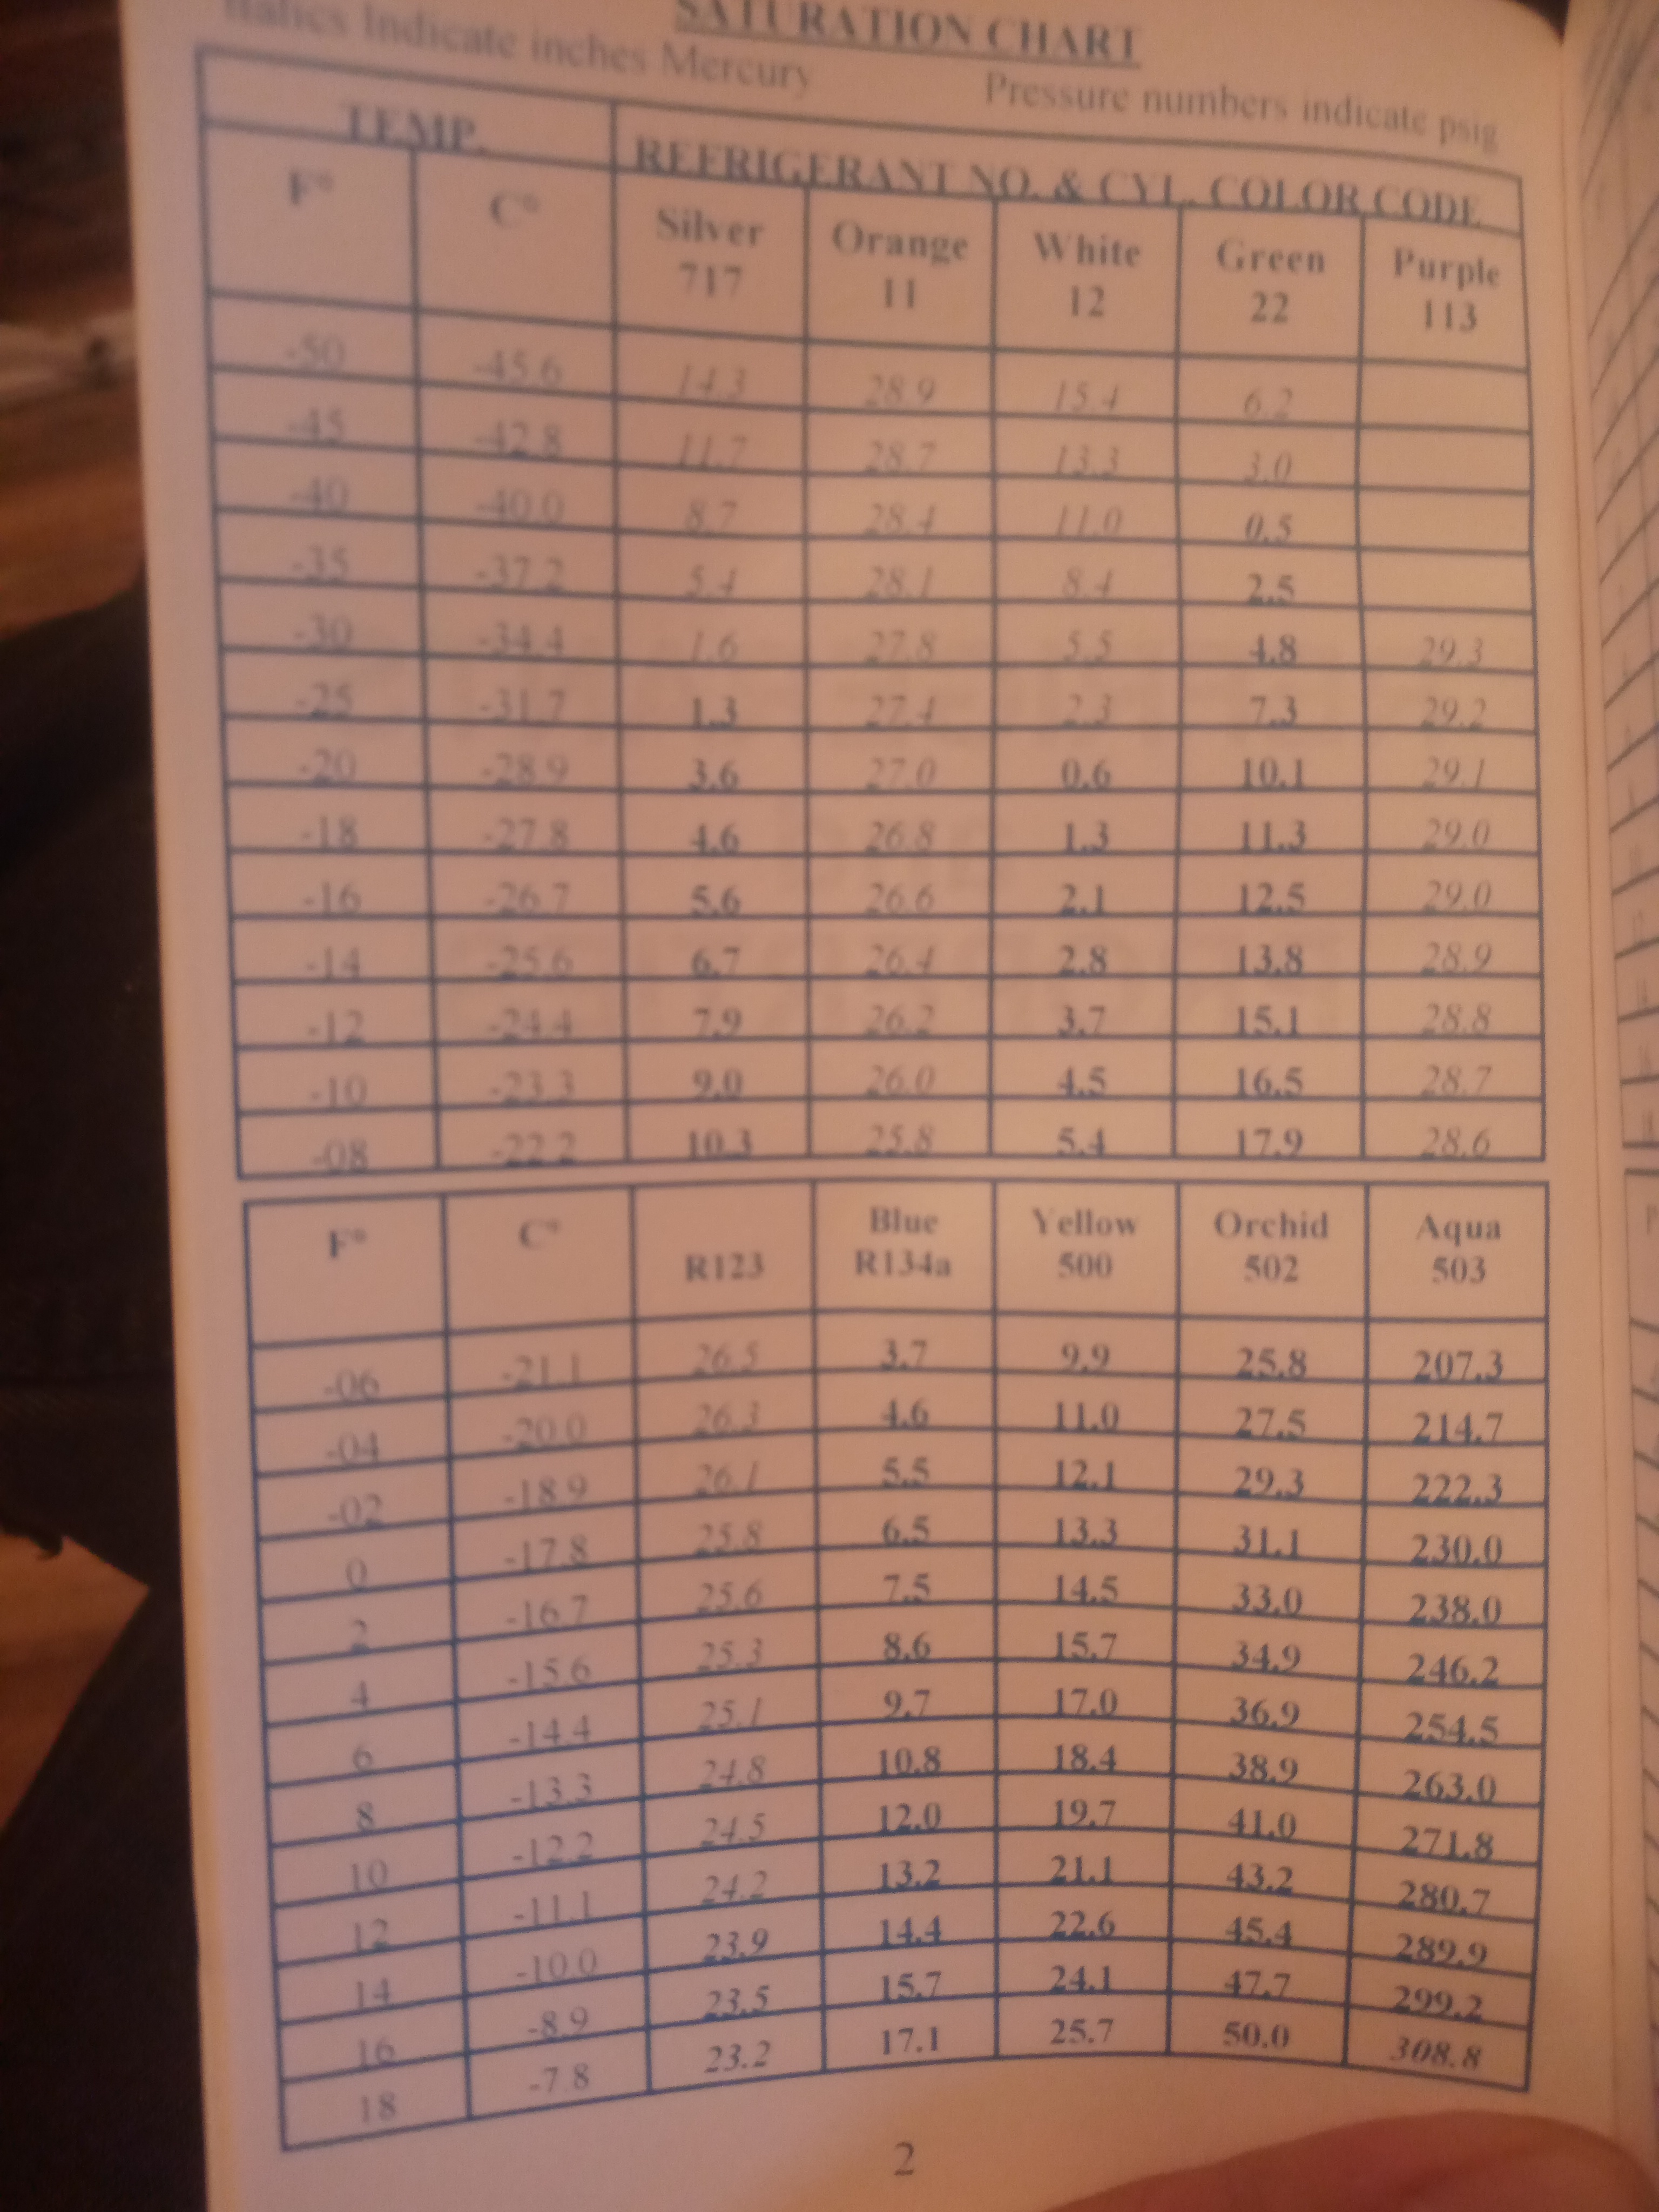 SATURATION CHART
Italics Indicate inches Mercury Pressure numbers indicate psig
TEMP. REFRIGERANT NO. & CYL. COLOR CODE
F° C° Silver 717 Orange 11 White 12 Green 22 Purple 113
-50 -45.6 14.3 28.9 15.4 6.2
-45 -42.8 11.7 28.7 13.3 3.0
-40 -40.0 8.7 28.4 11.0 0.5
-35 -37.2 5.4 28.1 8.4 2.5
-30 -34.4 1.6 27.8 5.5 4.8 29.3
-25 -31.7 1.3 27.4 2.3 7.3 29.2
-20 -28.9 3.6 27.0 0.6 10.1 29.1
-18 -27.8 4.6 26.8 1.3 11.3 29.0
-16 -26.7 5.6 26.6 2.1 12.5 29.0
-14 -25.6 6.7 26.4 2.8 13.8 28.9
-12 -24.4 7.9 26.2 3.7 15.1 28.8
-10 -23.3 9.0 26.0 4.5 16.5 28.7
-08 -22.2 10.3 25.8 5.4 17.9 28.6
F° C° R123 Blue R134a Yellow 500 Orchid 502 Aqua 503
-06 -21.1 26.5 3.7 9.9 25.8 207.3
-04 -20.0 26.3 4.6 11.0 27.5 214.7
-02 -18.9 26.1 5.5 12.1 29.3 222.3
0 -17.8 25.8 6.5 13.3 31.1 230.0
2 -16.7 25.6 7.5 14.5 33.0 238.0
4 -15.6 25.3 8.6 15.7 34.9 246.2
6 -14.4 25.1 9.7 17.0 36.9 254.5
8 -13.3 24.8 10.8 18.4 38.9 263.0
10 -12.2 24.5 12.0 19.7 41.0 271.8
12 -11.1 24.2 13.2 21.1 43.2 280.7
14 -10.0 23.9 14.4 22.6 45.4 289.9
16 -8.9 23.5 15.7 24.1 47.7 299.2
18 -7.8 23.2 17.1 25.7 50.0 308.8
2